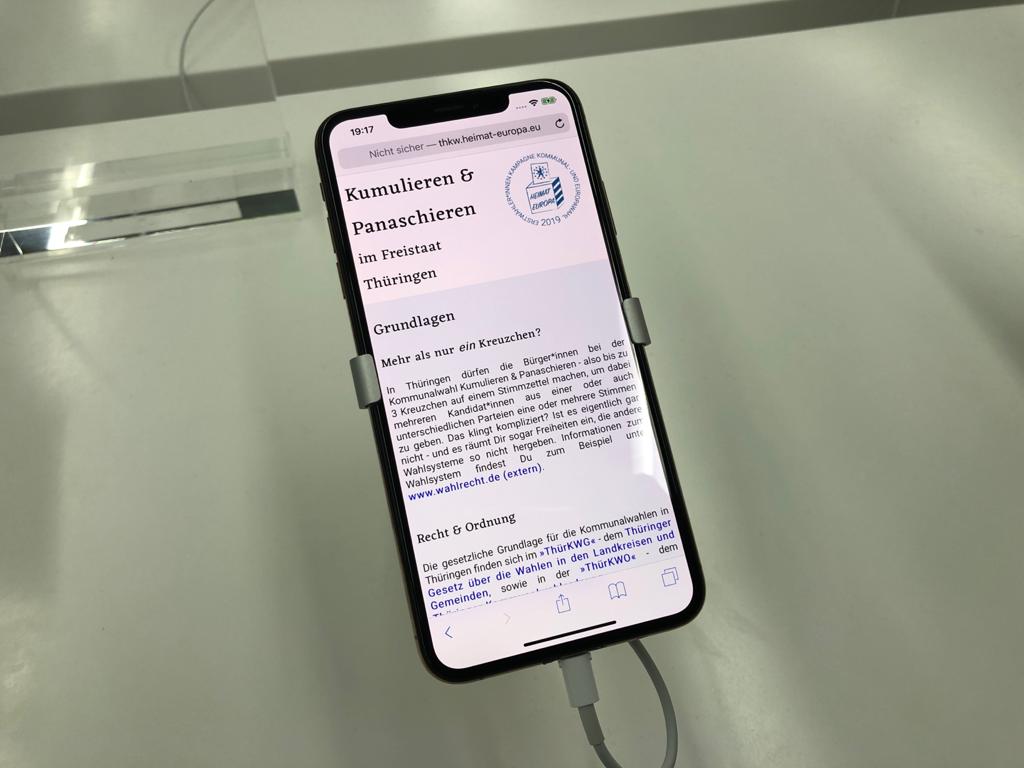 19:17
Nicht sicher — thkw.heimat-europa.eu
Kumulieren &
Panaschieren
im Freistaat
Thüringen
ERSTWÄHLER*INNEN KAMPAGNE KOMMUNAL- UND EUROPAWAHL 2019
HEIMAT
EUROPA
Grundlagen
Mehr als nur ein Kreuzchen?
In Thüringen dürfen die Bürger*innen bei der
Kommunalwahl Kumulieren & Panaschieren - also bis zu
3 Kreuzchen auf einem Stimmzettel machen, um dabei
mehreren Kandidat*innen aus einer oder auch
unterschiedlichen Parteien eine oder mehrere Stimmen
zu geben. Das klingt kompliziert? Ist es eigentlich gar
nicht - und es räumt Dir sogar Freiheiten ein, die andere
Wahlsysteme so nicht hergeben. Informationen zum
Wahlsystem findest Du zum Beispiel unte
www.wahlrecht.de (extern).
Recht & Ordnung
Die gesetzliche Grundlage für die Kommunalwahlen in
Thüringen finden sich im »ThürKWG« - dem Thüringer
Gesetz über die Wahlen in den Landkreisen und
Gemeinden, sowie in der »ThürKWO« - dem